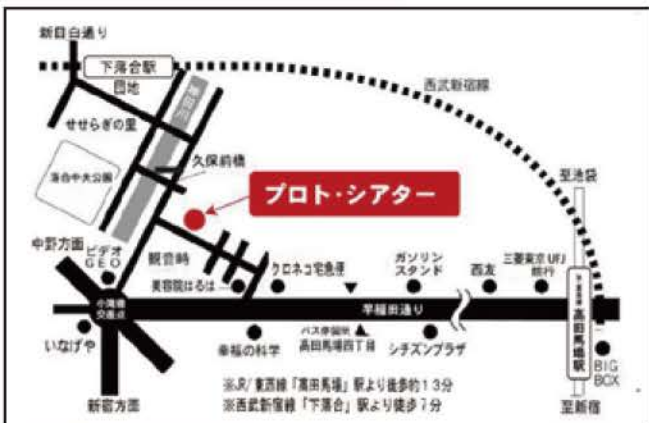 新目白通り
下落合駅
団地
西武新宿線
せせらぎの里
神田川
久保前橋
落合中央公園
プロト・シアター
至池袋
中野方面
ビデオ
GEO
観音時
美容院はるは
クロネコ宅急便
ガソリン
スタンド
西友
三菱東京UFJ
銀行
小滝橋
交差点
早稲田通り
高田馬場駅
いなげや
幸福の科学
バス停留所
高田馬場四丁目
シチズンプラザ
BIG
BOX
新宿方面
※JR/東西線「高田馬場」駅より徒歩約13分
※西武新宿線「下落合」駅より徒歩7分
至新宿